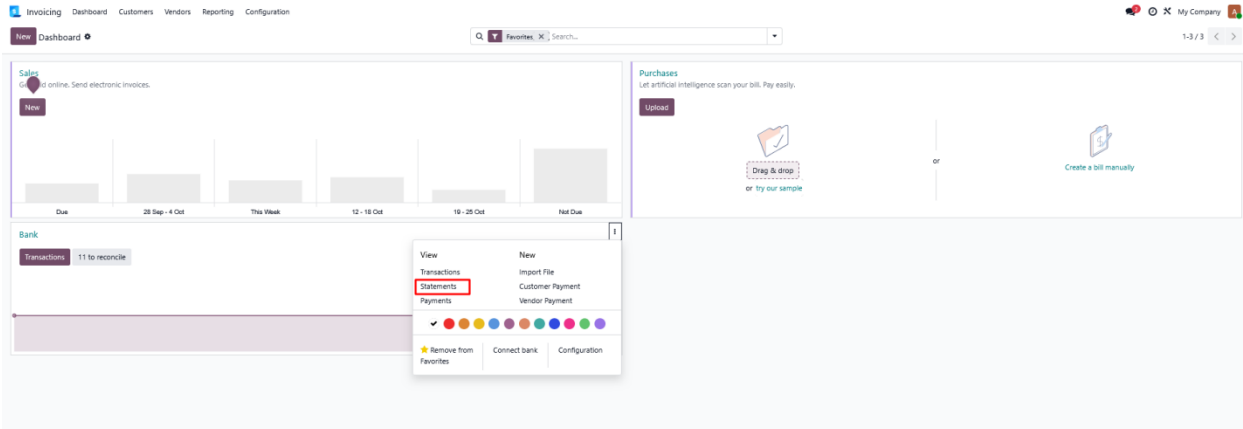 Invoicing Dashboard Customers Vendors Reporting Configuration
2 My Company A
New Dashboard
Favorites × Search...
1-3 / 3
Sales
online. Send electronic invoices.
New
Due 28 Sep - 4 Oct This Week 12 - 18 Oct 19 - 25 Oct Not Due
Purchases
Let artificial intelligence scan your bill. Pay easily.
Upload
Drag & drop
or try our sample
or
Create a bill manually
Bank
Transactions 11 to reconcile
View New
Transactions Import File
Statements Customer Payment
Payments Vendor Payment
Remove from Favorites Connect bank Configuration